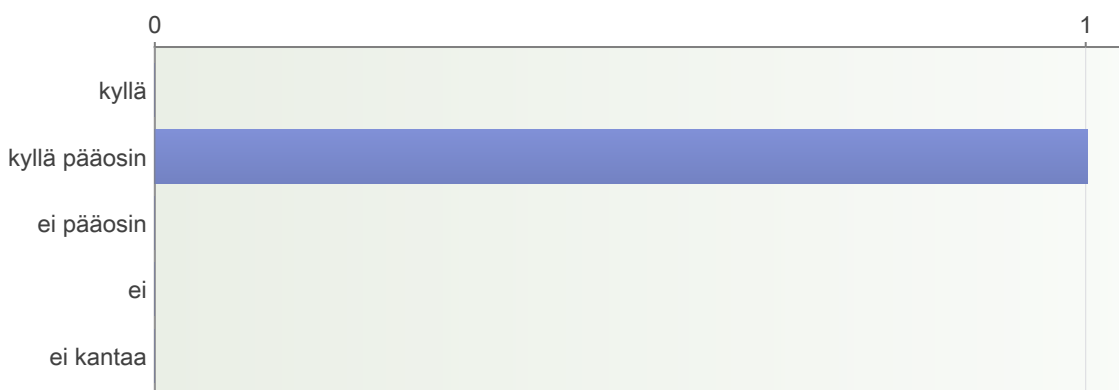 0 1
kyllä
kyllä pääosin
ei pääosin
ei
ei kantaa